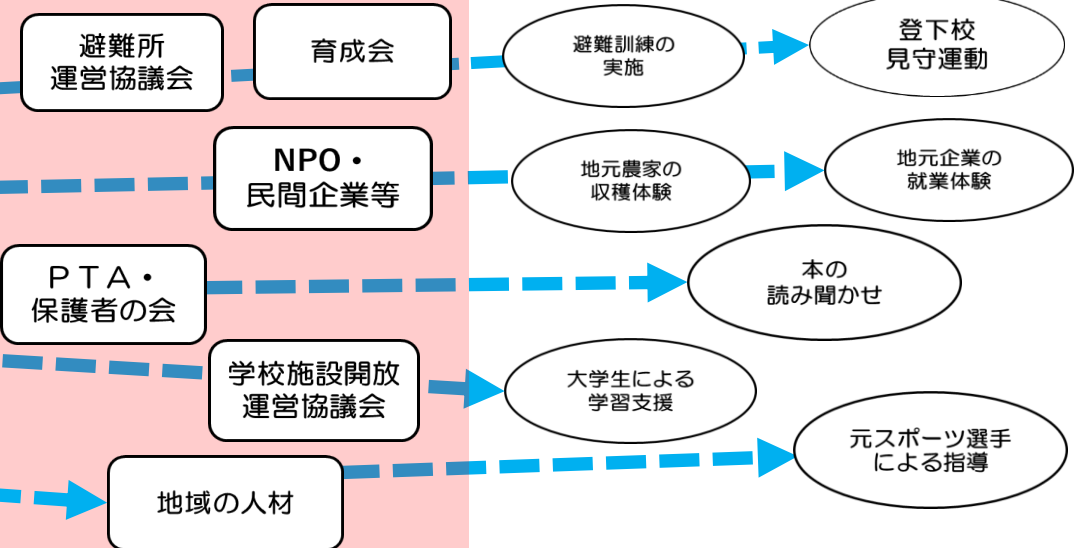 避難所
運営協議会
育成会
避難訓練の
実施
登下校
見守運動
NPO・
民間企業等
地元農家の
収穫体験
地元企業の
就業体験
ＰＴＡ・
保護者の会
本の
読み聞かせ
学校施設開放
運営協議会
大学生による
学習支援
地域の人材
元スポーツ選手
による指導